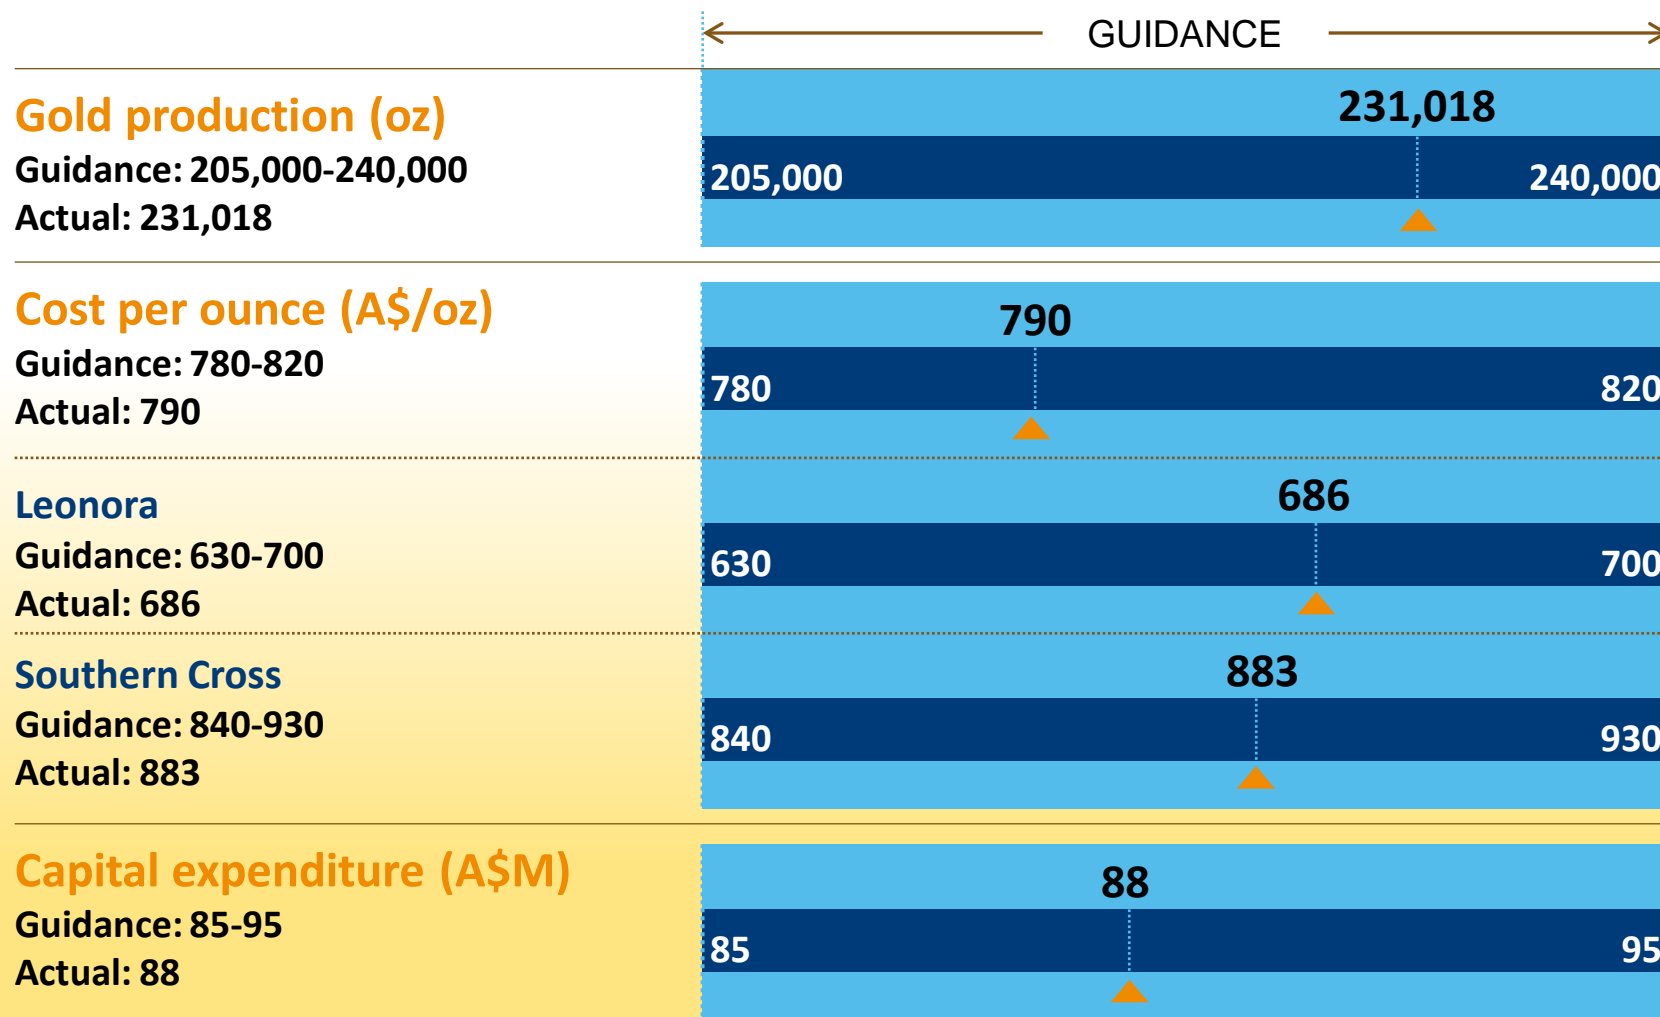 GUIDANCE
Gold production (oz)
Guidance: 205,000-240,000
Actual: 231,018
231,018
205,000 240,000
Cost per ounce (A$/oz)
Guidance: 780-820
Actual: 790
790
780 820
Leonora
Guidance: 630-700
Actual: 686
686
630 700
Southern Cross
Guidance: 840-930
Actual: 883
883
840 930
Capital expenditure (A$M)
Guidance: 85-95
Actual: 88
88
85 95